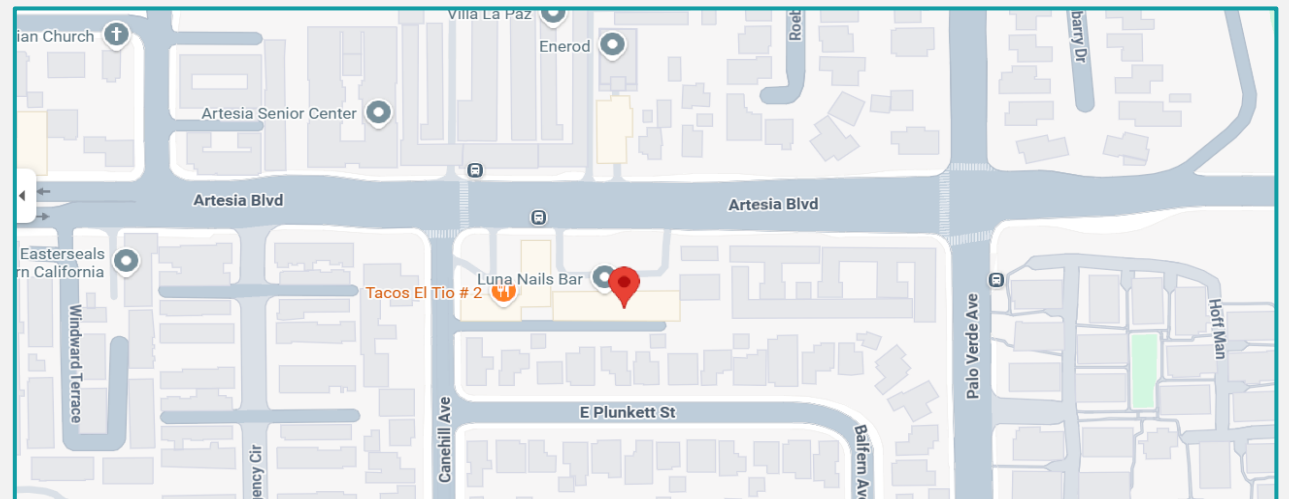 Villa La Paz
ian Church
Enerod
Roeb
barry Dr
Artesia Senior Center
Artesia Blvd
Artesia Blvd
Easterseals
rn California
Luna Nails Bar
Tacos El Tio # 2
Windward Terrace
Palo Verde Ave
Hoff Man
Canehill Ave
E Plunkett St
Balfern Ave
gency Cir